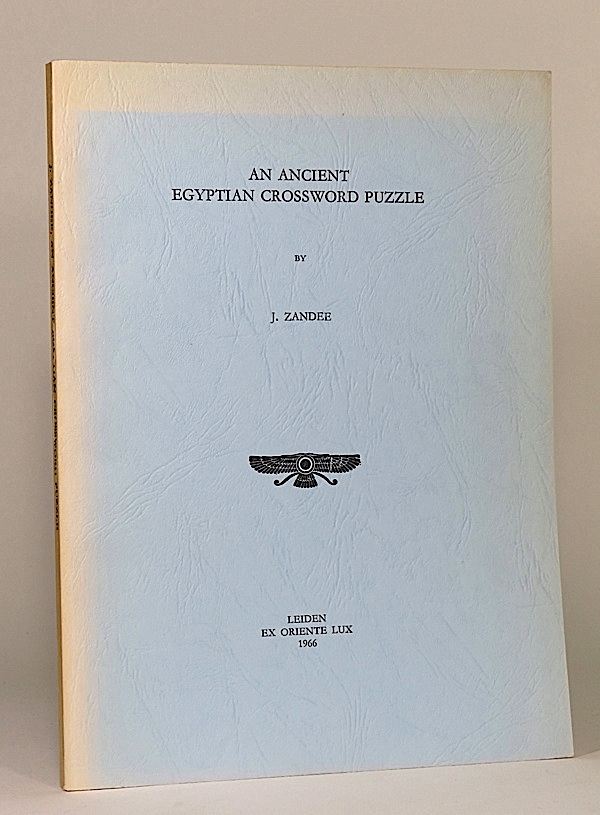 AN ANCIENT
EGYPTIAN CROSSWORD PUZZLE
BY
J. ZANDEE
LEIDEN
EX ORIENTE LUX
1966